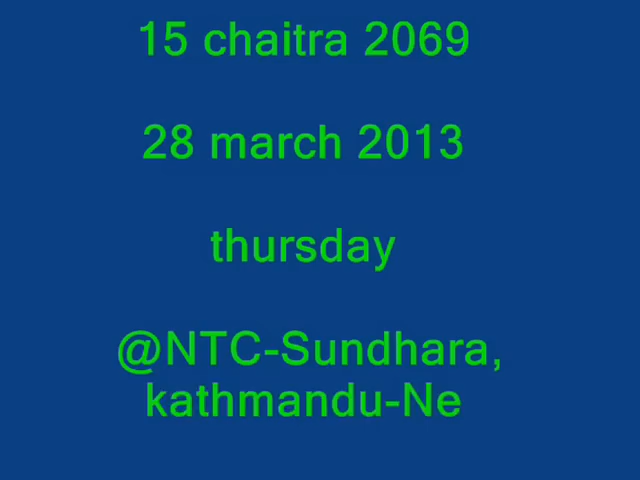 15 chaitra 2069
28 march 2013
thursday
@NTC-Sundhara,
kathmandu-Ne